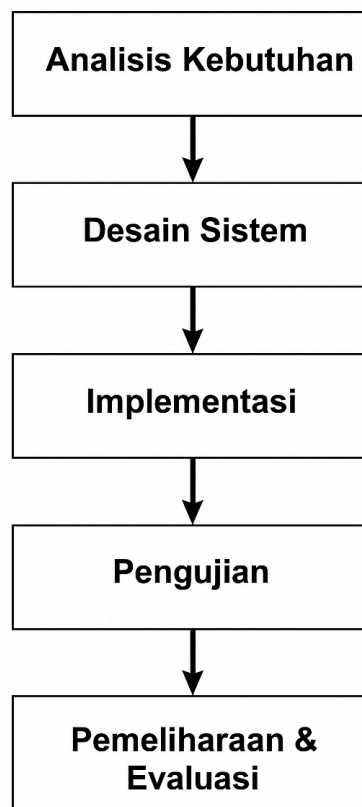 Analisis Kebutuhan
Desain Sistem
Implementasi
Pengujian
Pemeliharaan &
Evaluasi